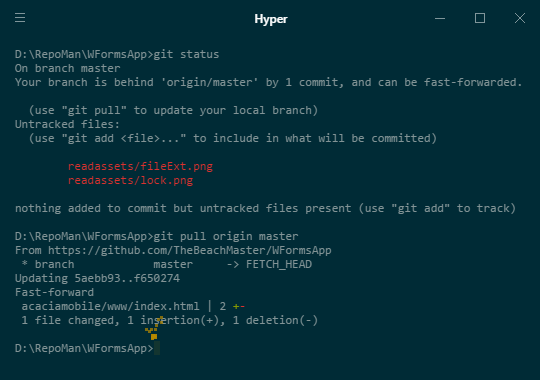 Hyper
D:\RepoMan\WFormsApp>git status
On branch master
Your branch is behind 'origin/master' by 1 commit, and can be fast-forwarded.
(use "git pull" to update your local branch)
Untracked files:
(use "git add <file>..." to include in what will be committed)
readassets/fileExt.png
readassets/lock.png
nothing added to commit but untracked files present (use "git add" to track)
D:\RepoMan\WFormsApp>git pull origin master
From https://github.com/TheBeachMaster/WFormsApp
* branch master -> FETCH_HEAD
Updating 5aebb93..f650274
Fast-forward
acaciamobile/www/index.html | 2 +-
1 file changed, 1 insertion(+), 1 deletion(-)
D:\RepoMan\WFormsApp>